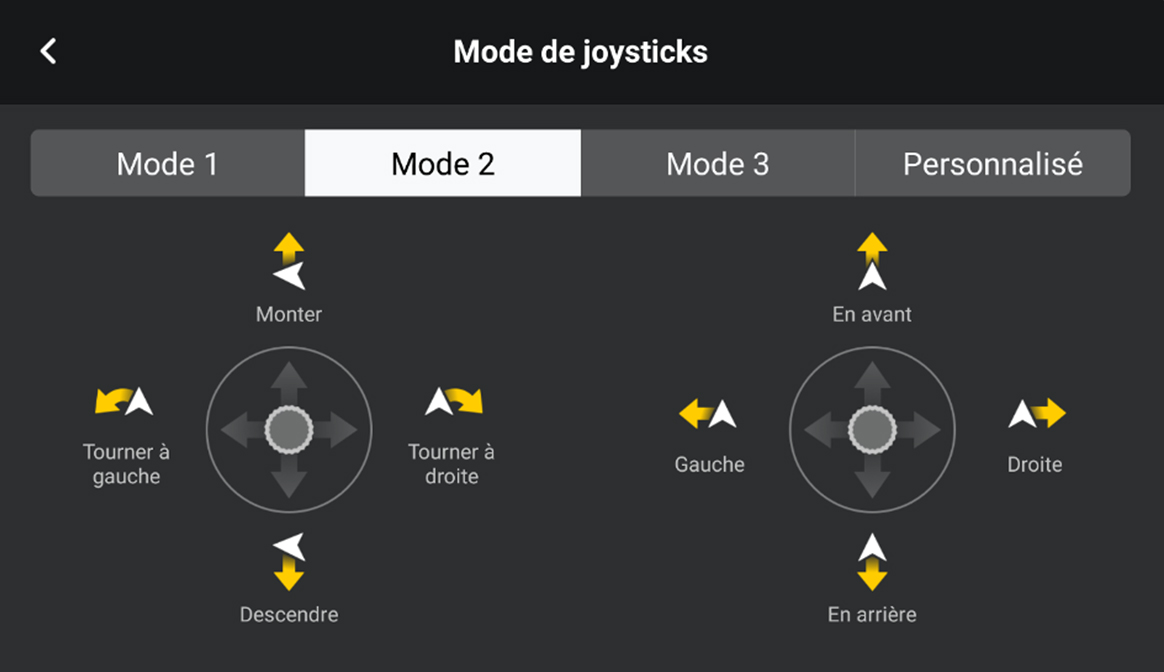 Mode de joysticks
Mode 1
Mode 2
Mode 3
Personnalisé
Monter
En avant
Tourner à
gauche
Tourner à
droite
Gauche
Droite
Descendre
En arrière